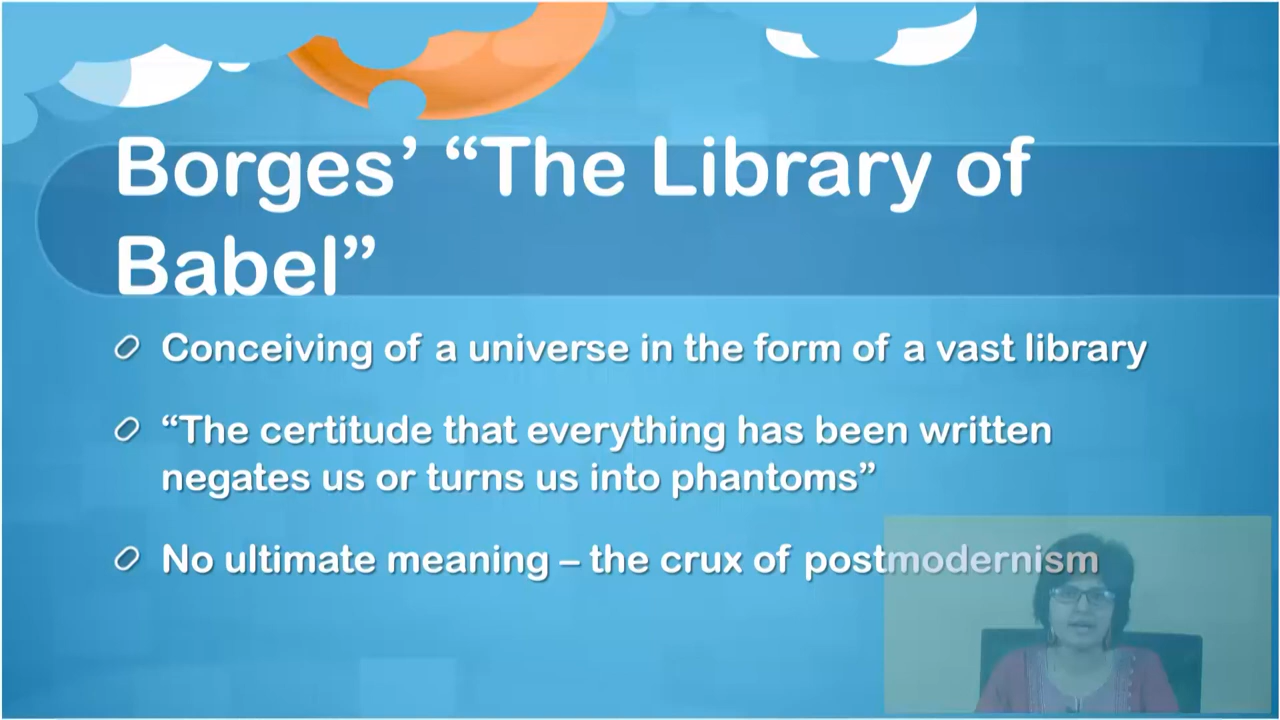 Borges’ “The Library of
Babel”
Conceiving of a universe in the form of a vast library
“The certitude that everything has been written
negates us or turns us into phantoms”
No ultimate meaning – the crux of postmodernism